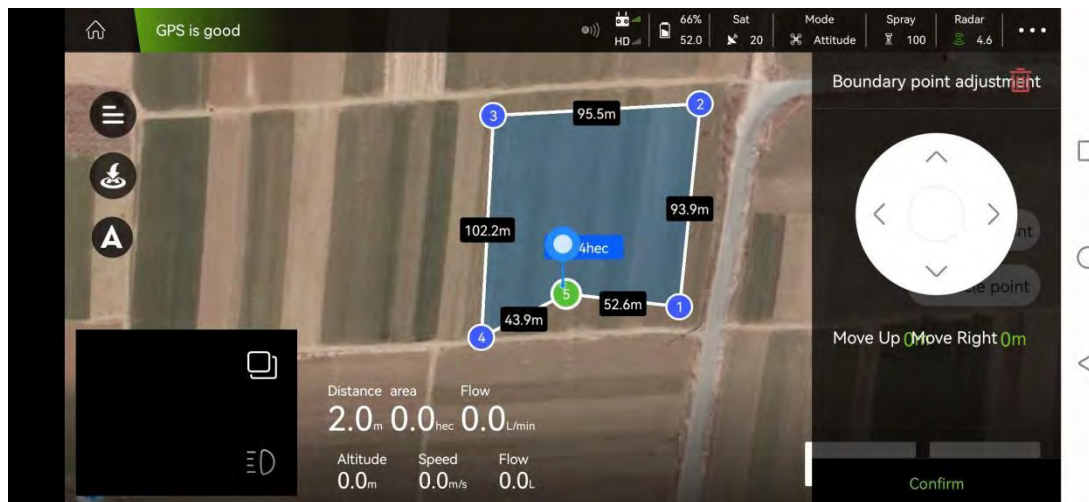 GPS is good
HD
66%
52.0
Sat
20
Mode
Attitude
Spray
100
Radar
4.6
Boundary point adjustment
3
95.5m
2
A
102.2m
93.9m
4hec
5
52.6m
1
43.9m
4
point
Move Up 0m Move Right 0m
Distance area Flow
2.0m 0.0hec 0.0L/min
Altitude Speed Flow
0.0m 0.0m/s 0.0L
Confirm